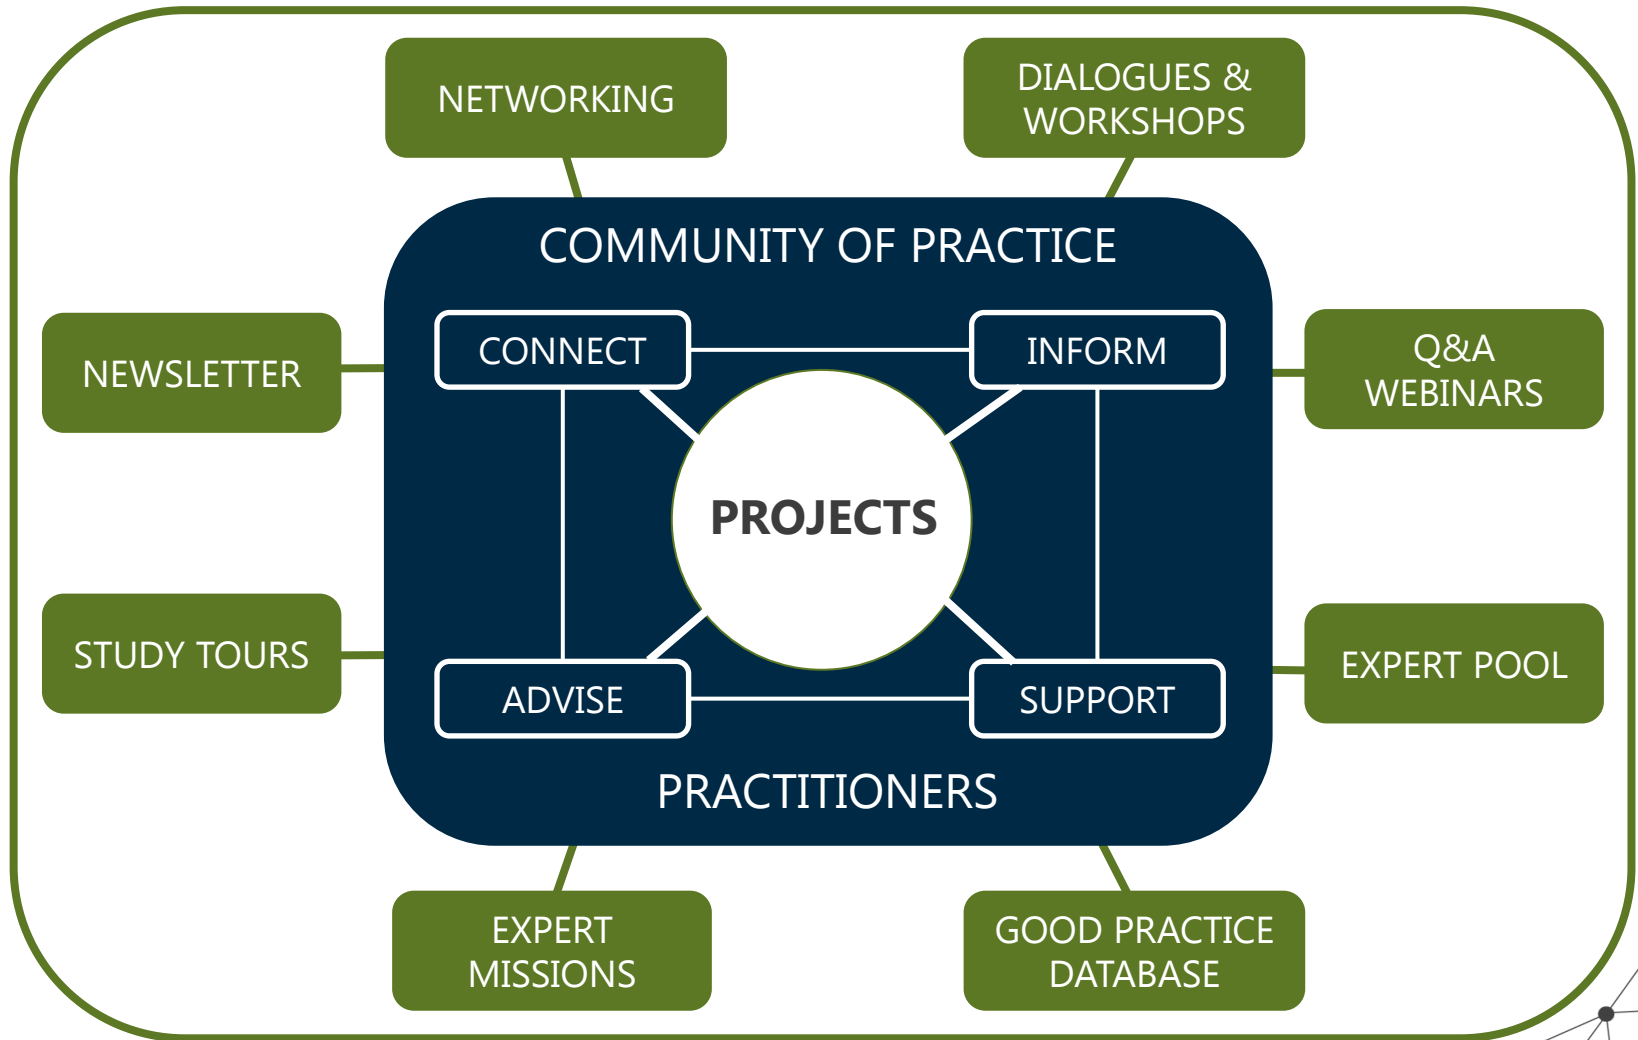 NETWORKING
DIALOGUES &
WORKSHOPS
COMMUNITY OF PRACTICE
NEWSLETTER
CONNECT
INFORM
Q&A
WEBINARS
PROJECTS
STUDY TOURS
ADVISE
SUPPORT
EXPERT POOL
PRACTITIONERS
EXPERT
MISSIONS
GOOD PRACTICE
DATABASE